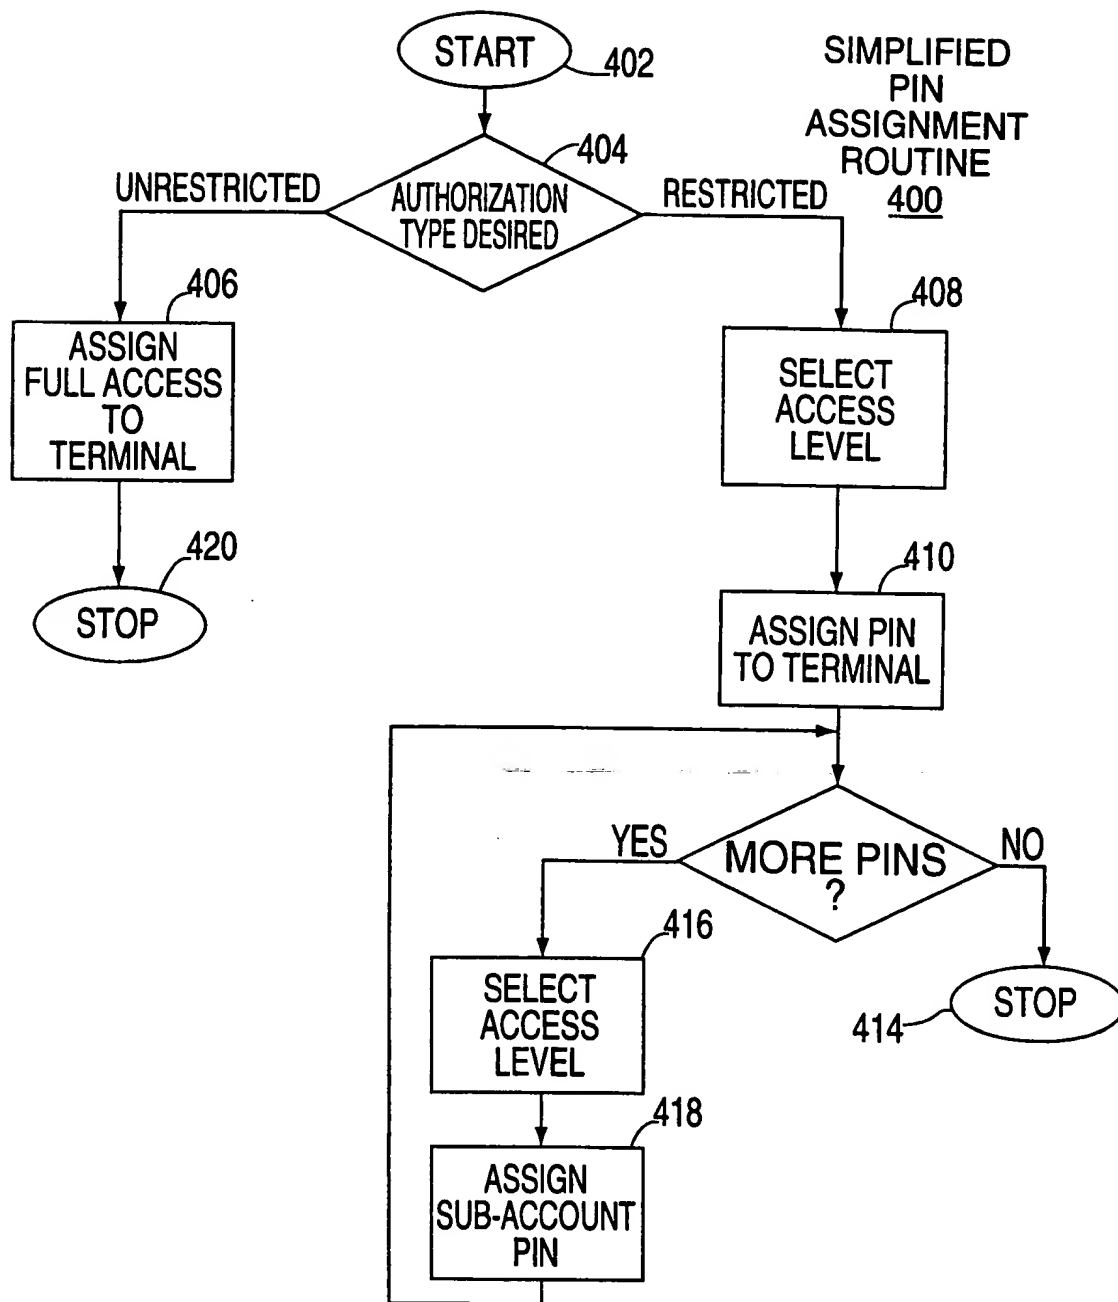 START
402
SIMPLIFIED
PIN
ASSIGNMENT
ROUTINE
400
404
UNRESTRICTED
AUTHORIZATION
TYPE DESIRED
RESTRICTED
406
ASSIGN
FULL ACCESS
TO
TERMINAL
408
SELECT
ACCESS
LEVEL
420
STOP
410
ASSIGN PIN
TO TERMINAL
YES
MORE PINS
?
NO
416
SELECT
ACCESS
LEVEL
STOP
414
418
ASSIGN
SUB-ACCOUNT
PIN